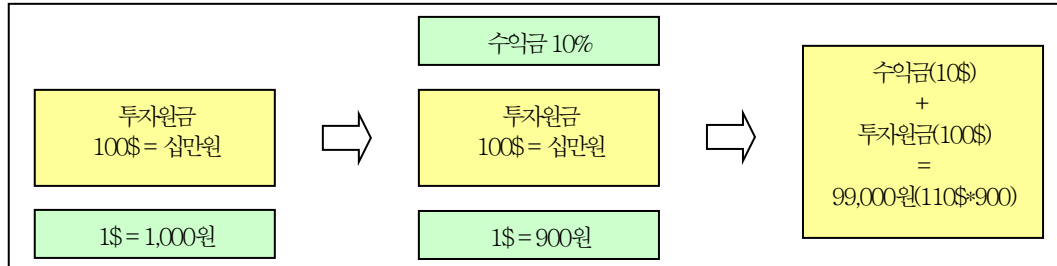 투자원금
100$ = 십만원
1$ = 1,000원
수익금 10%
투자원금
100$ = 십만원
1$ = 900원
수익금(10$)
+
투자원금(100$)
=
99,000원(110$*900)